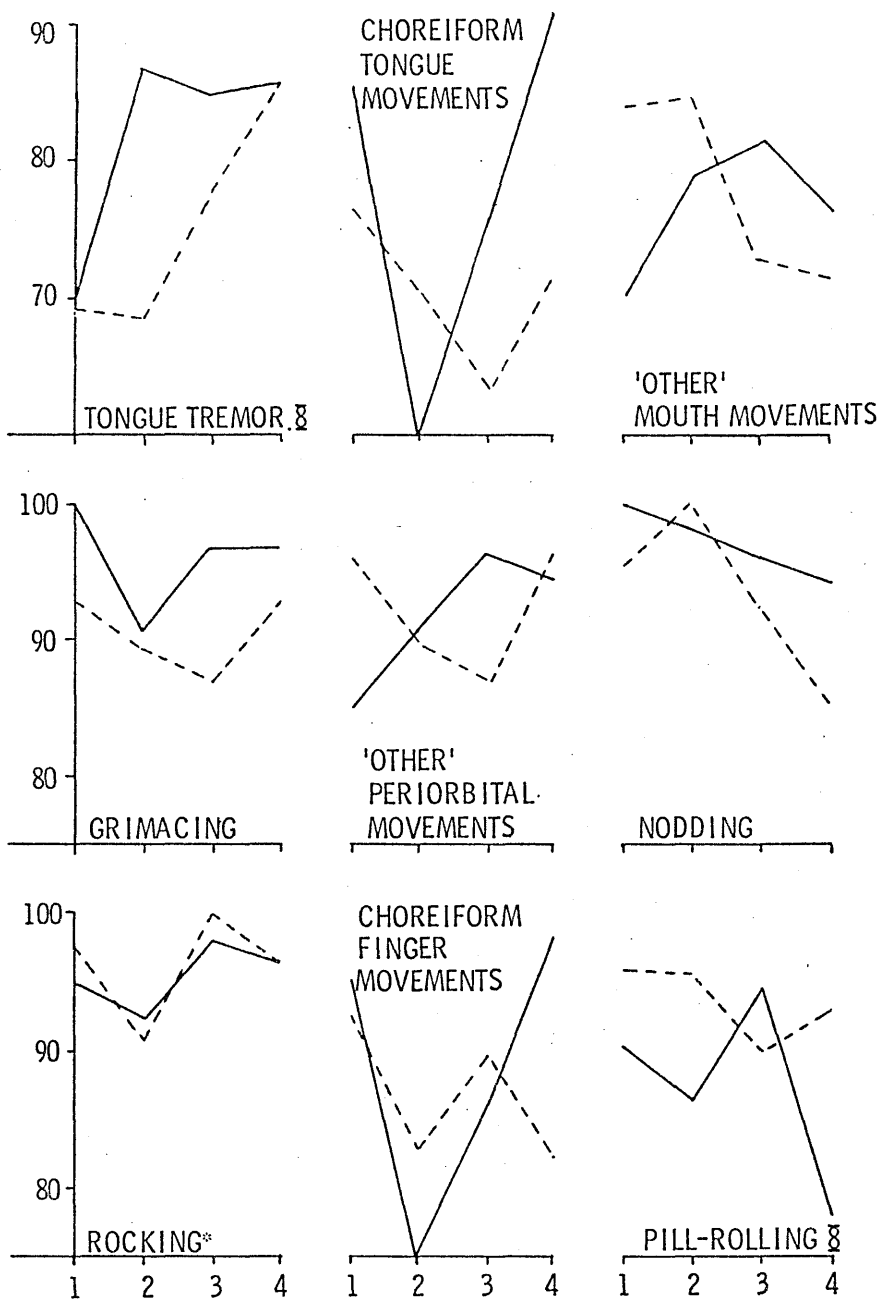 90
80
70
TONGUE TREMOR
CHOREIFORM
TONGUE
MOVEMENTS
'OTHER'
MOUTH MOVEMENTS
100
90
80
GRIMACING
'OTHER'
PERIORBITAL
MOVEMENTS
NODDING
100
90
80
ROCKING*
CHOREIFORM
FINGER
MOVEMENTS
PILL-ROLLING
1 2 3 4
1 2 3 4
1 2 3 4